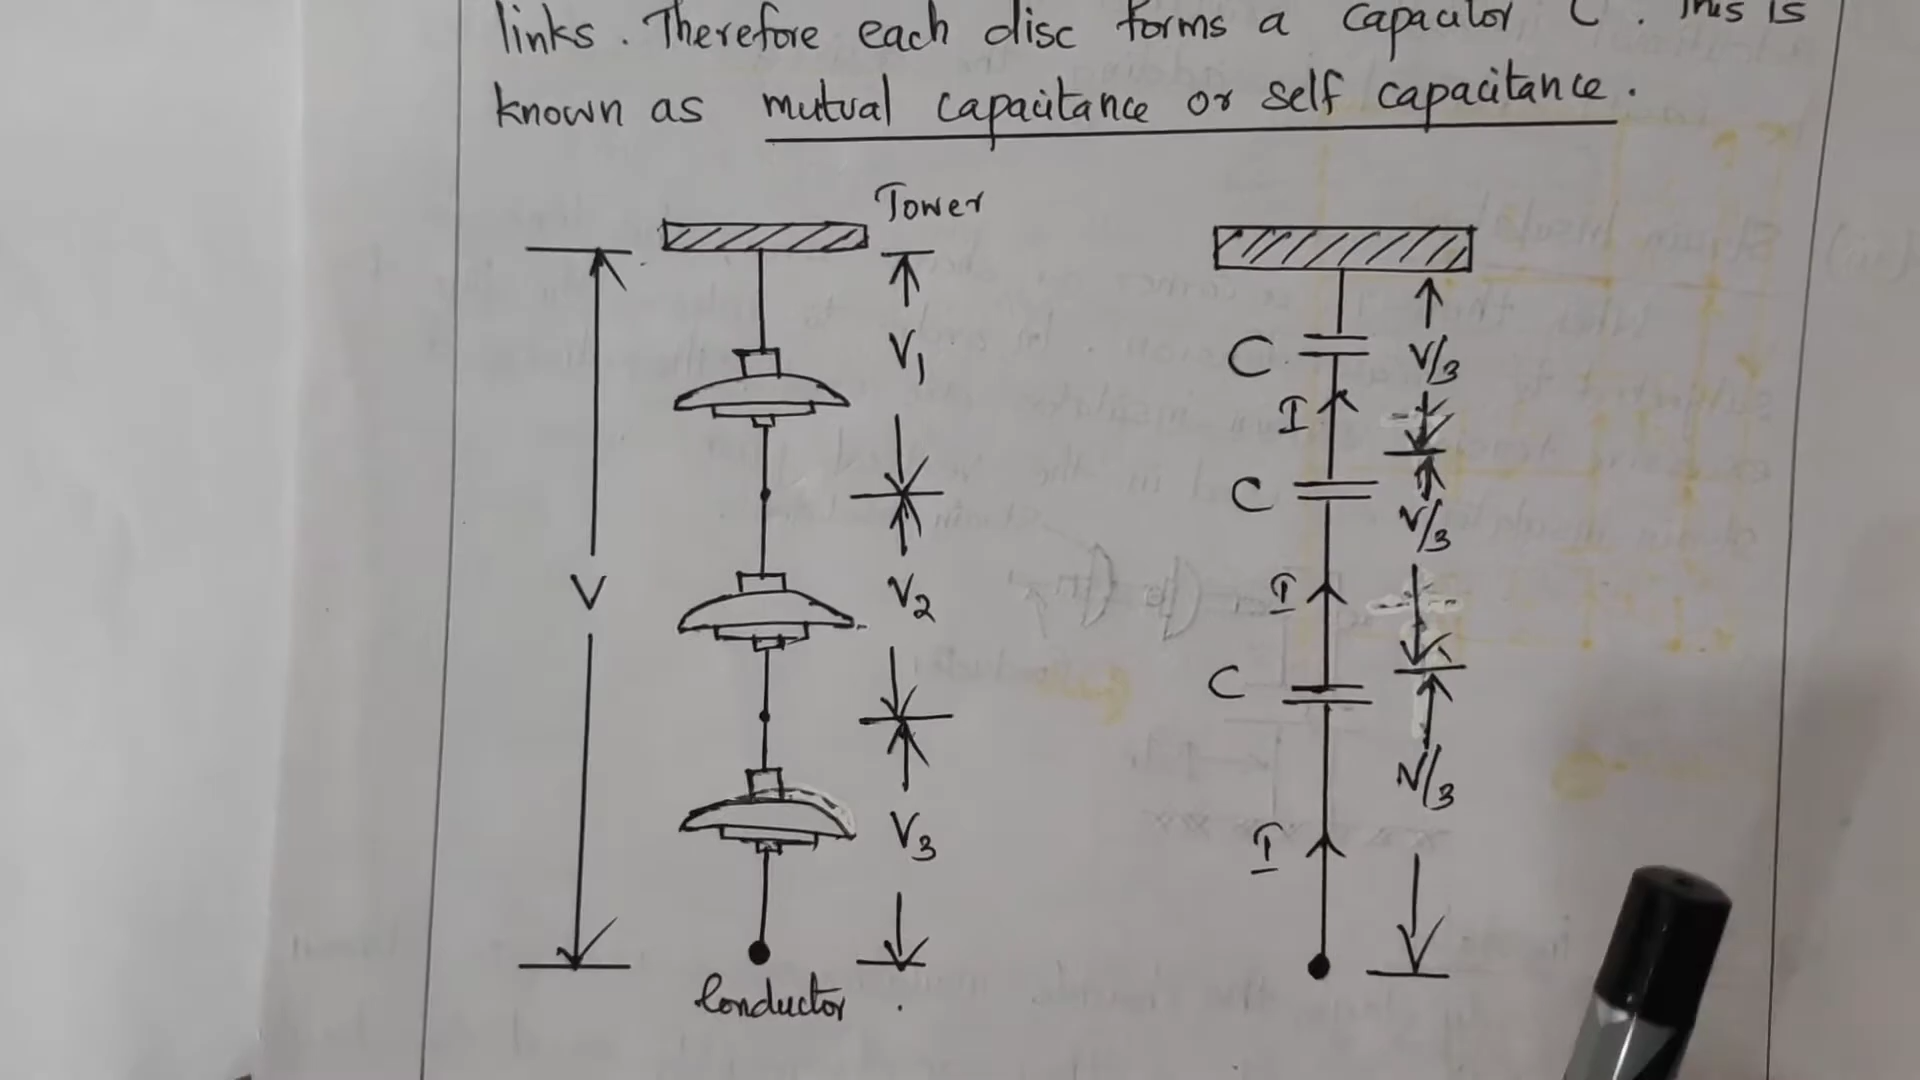 links. Therefore each disc forms a capacitor C. This is
known as mutual capacitance or self capacitance.
Tower
V
V1
V2
V3
Conductor
C
V/3
I
C
V/3
I
C
V/3
I